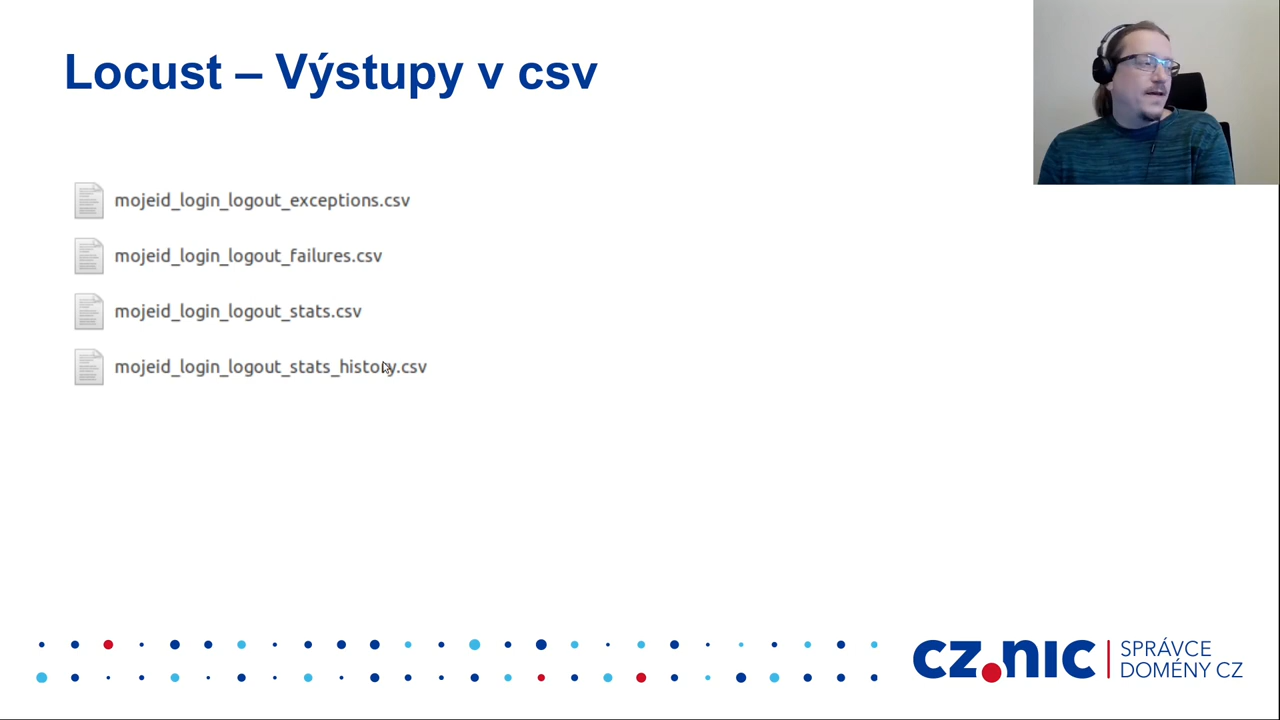 Locust – Výstupy v csv
mojeid_login_logout_exceptions.csv
mojeid_login_logout_failures.csv
mojeid_login_logout_stats.csv
mojeid_login_logout_stats_history.csv
CZ.NIC
SPRÁVCE
DOMÉNY CZ